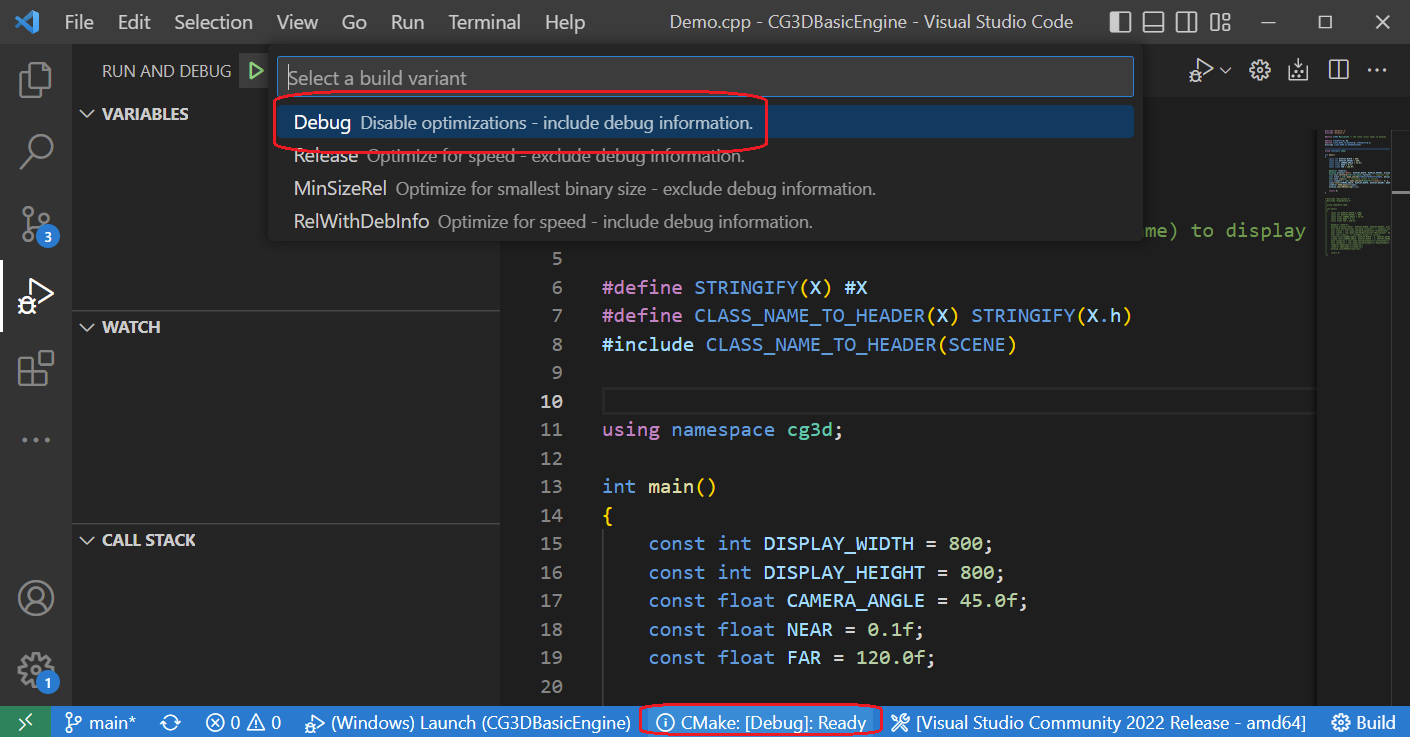 File Edit Selection View Go Run Terminal Help Demo.cpp - CG3DBasicEngine - Visual Studio Code
RUN AND DEBUG
Select a build variant
Debug Disable optimizations - include debug information.
Release Optimize for speed - exclude debug information.
MinSizeRel Optimize for smallest binary size - exclude debug information.
RelWithDebInfo Optimize for speed - include debug information.
VARIABLES
WATCH
CALL STACK
3
1
me) to display
5
6 #define STRINGIFY(X) #X
7 #define CLASS_NAME_TO_HEADER(X) STRINGIFY(X.h)
8 #include CLASS_NAME_TO_HEADER(SCENE)
9
10
11 using namespace cg3d;
12
13 int main()
14 {
15 const int DISPLAY_WIDTH = 800;
16 const int DISPLAY_HEIGHT = 800;
17 const float CAMERA_ANGLE = 45.0f;
18 const float NEAR = 0.1f;
19 const float FAR = 120.0f;
20
main* 0 0 (Windows) Launch (CG3DBasicEngine) CMake: [Debug]: Ready [Visual Studio Community 2022 Release - amd64] Build